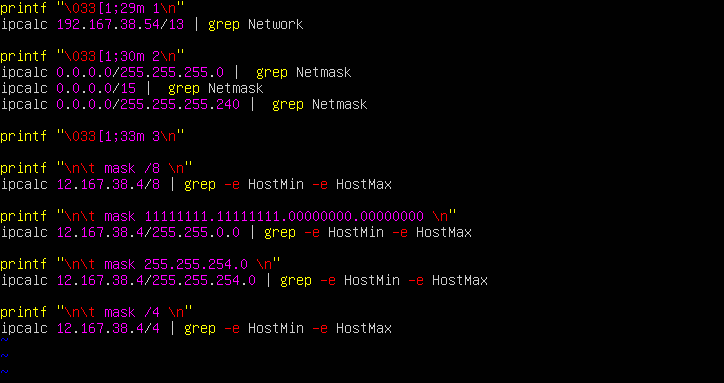 printf "\033[1;29m 1\n"
ipcalc 192.167.38.54/13 | grep Network
printf "\033[1;30m 2\n"
ipcalc 0.0.0.0/255.255.255.0 |  grep Netmask
ipcalc 0.0.0.0/15 |  grep Netmask
ipcalc 0.0.0.0/255.255.255.240 |  grep Netmask
printf "\033[1;33m 3\n"
printf "\n\t mask /8 \n"
ipcalc 12.167.38.4/8 | grep -e HostMin -e HostMax
printf "\n\t mask 11111111.11111111.00000000.00000000 \n"
ipcalc 12.167.38.4/255.255.0.0 | grep -e HostMin -e HostMax
printf "\n\t mask 255.255.254.0 \n"
ipcalc 12.167.38.4/255.255.254.0 | grep -e HostMin -e HostMax
printf "\n\t mask /4 \n"
ipcalc 12.167.38.4/4 | grep -e HostMin -e HostMax
~
~
~